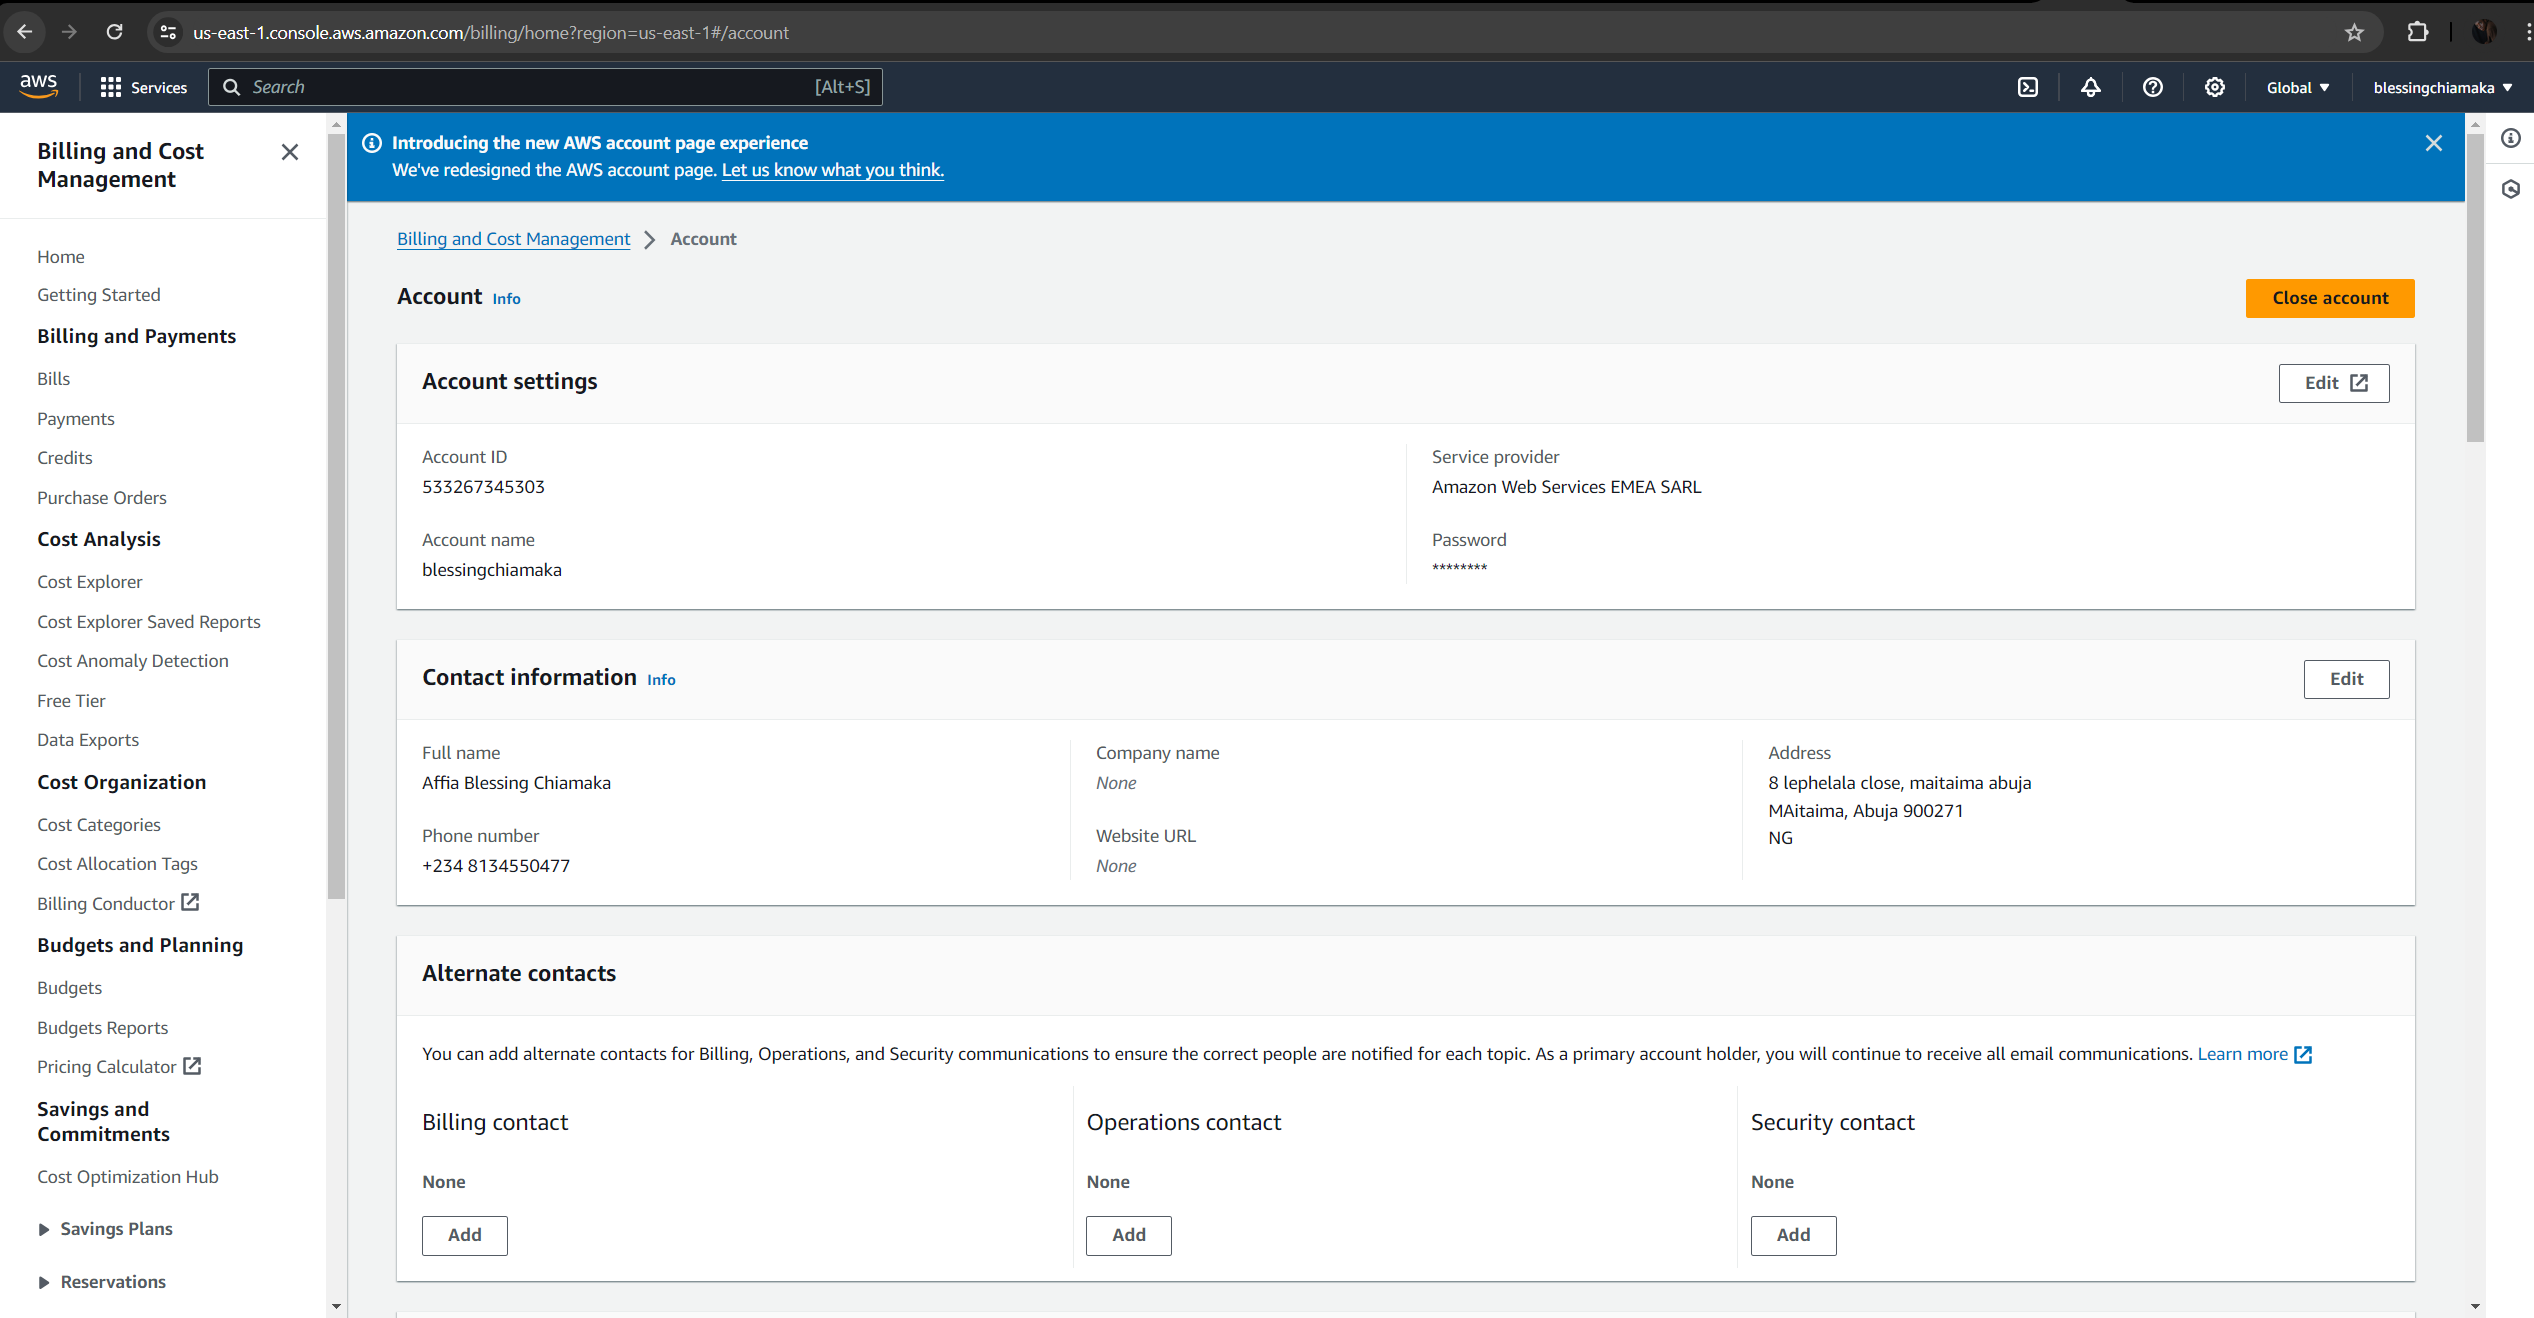 us-east-1.console.aws.amazon.com/billing/home?region=us-east-1#/account
aws
Services
Search
[Alt+S]
Global
blessingchiamaka
Billing and Cost
Management
Home
Getting Started
Billing and Payments
Bills
Payments
Credits
Purchase Orders
Cost Analysis
Cost Explorer
Cost Explorer Saved Reports
Cost Anomaly Detection
Free Tier
Data Exports
Cost Organization
Cost Categories
Cost Allocation Tags
Billing Conductor
Budgets and Planning
Budgets
Budgets Reports
Pricing Calculator
Savings and
Commitments
Cost Optimization Hub
Savings Plans
Reservations
Introducing the new AWS account page experience
We've redesigned the AWS account page. Let us know what you think.
Billing and Cost Management
Account
Account Info
Close account
Account settings
Edit
Account ID
533267345303
Account name
blessingchiamaka
Service provider
Amazon Web Services EMEA SARL
Password
********
Contact information Info
Edit
Full name
Affia Blessing Chiamaka
Phone number
+234 8134550477
Company name
None
Website URL
None
Address
8 lephelala close, maitaima abuja
MAitaima, Abuja 900271
NG
Alternate contacts
You can add alternate contacts for Billing, Operations, and Security communications to ensure the correct people are notified for each topic. As a primary account holder, you will continue to receive all email communications. Learn more
Billing contact
None
Add
Operations contact
None
Add
Security contact
None
Add